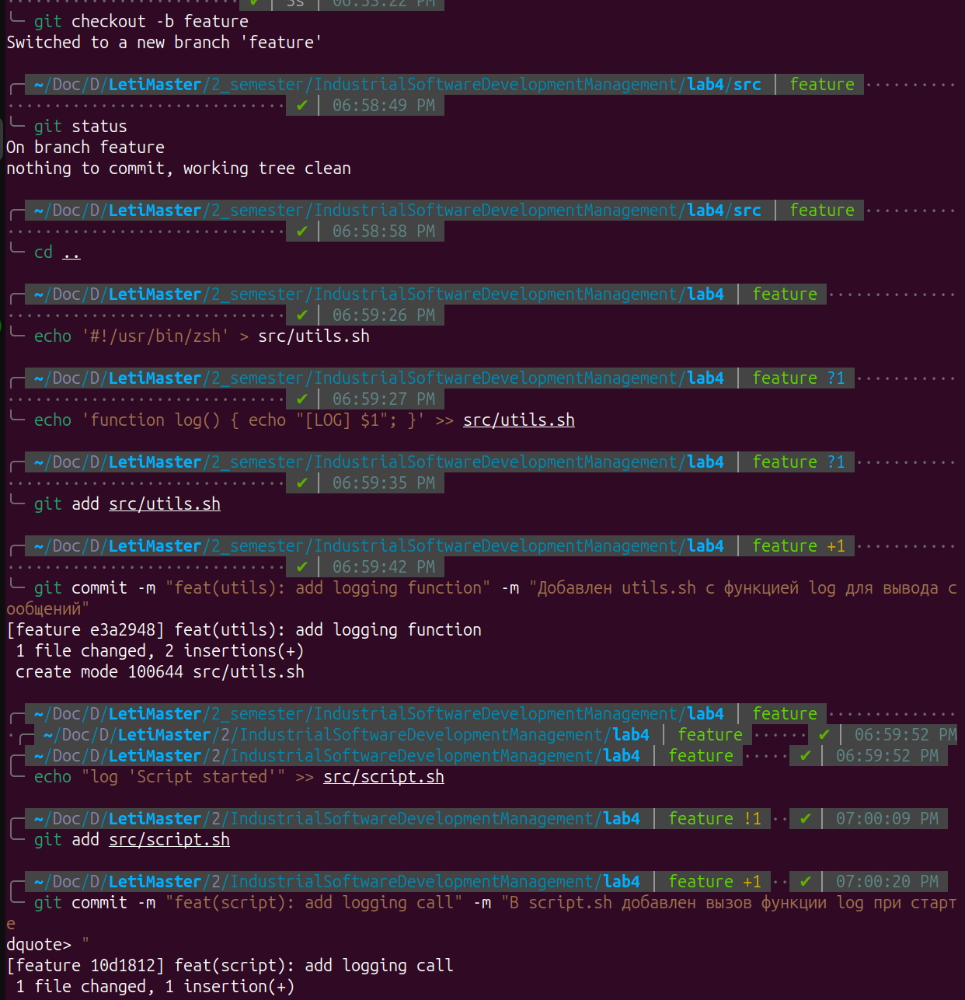 ✔ | 3s | 06:53:22 PM
git checkout -b feature
Switched to a new branch 'feature'
~/Doc/D/LetiMaster/2_semester/IndustrialSoftwareDevelopmentManagement/lab4/src | feature
✔ | 06:58:49 PM
git status
On branch feature
nothing to commit, working tree clean
~/Doc/D/LetiMaster/2_semester/IndustrialSoftwareDevelopmentManagement/lab4/src | feature
✔ | 06:58:58 PM
cd ..
~/Doc/D/LetiMaster/2_semester/IndustrialSoftwareDevelopmentManagement/lab4 | feature
✔ | 06:59:26 PM
echo '#!/usr/bin/zsh' > src/utils.sh
~/Doc/D/LetiMaster/2_semester/IndustrialSoftwareDevelopmentManagement/lab4 | feature ?1
✔ | 06:59:27 PM
echo 'function log() { echo "[LOG] $1"; }' >> src/utils.sh
~/Doc/D/LetiMaster/2_semester/IndustrialSoftwareDevelopmentManagement/lab4 | feature ?1
✔ | 06:59:35 PM
git add src/utils.sh
~/Doc/D/LetiMaster/2_semester/IndustrialSoftwareDevelopmentManagement/lab4 | feature +1
✔ | 06:59:42 PM
git commit -m "feat(utils): add logging function" -m "Добавлен utils.sh с функцией log для вывода с
ообщений"
[feature e3a2948] feat(utils): add logging function
1 file changed, 2 insertions(+)
create mode 100644 src/utils.sh
~/Doc/D/LetiMaster/2_semester/IndustrialSoftwareDevelopmentManagement/lab4 | feature
~/Doc/D/LetiMaster/2/IndustrialSoftwareDevelopmentManagement/lab4 | feature ✔ | 06:59:52 PM
~/Doc/D/LetiMaster/2/IndustrialSoftwareDevelopmentManagement/lab4 | feature ✔ | 06:59:52 PM
echo "log 'Script started'" >> src/script.sh
~/Doc/D/LetiMaster/2/IndustrialSoftwareDevelopmentManagement/lab4 | feature !1 ✔ | 07:00:09 PM
git add src/script.sh
~/Doc/D/LetiMaster/2/IndustrialSoftwareDevelopmentManagement/lab4 | feature +1 ✔ | 07:00:20 PM
git commit -m "feat(script): add logging call" -m "В script.sh добавлен вызов функции log при старт
е
dquote> "
[feature 10d1812] feat(script): add logging call
1 file changed, 1 insertion(+)